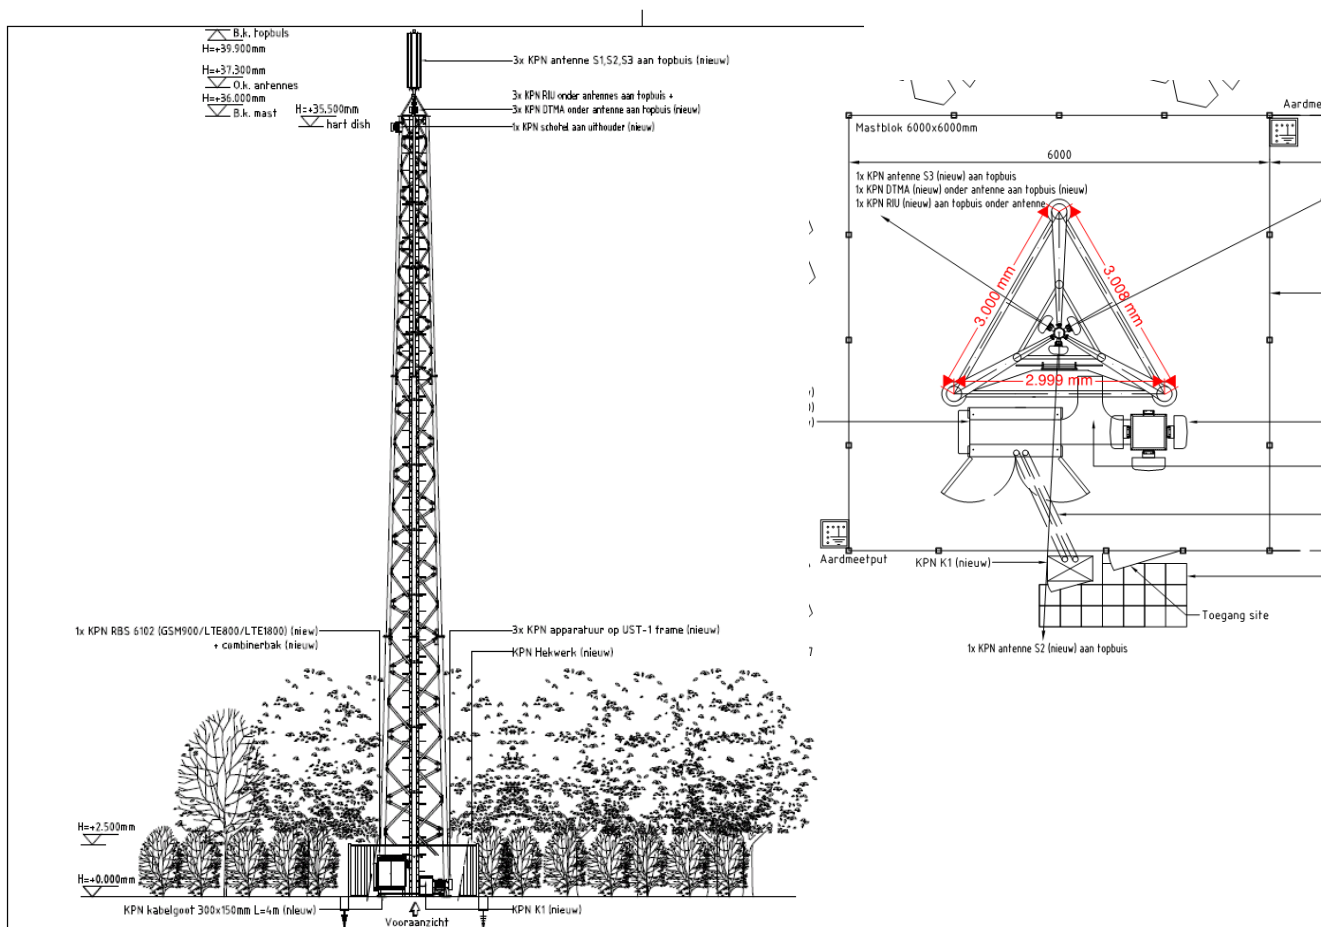 B.k. topbuis
H=+39.900mm
H=+37.300mm
O.k. antennes
H=+36.000mm
B.k. mast
H=+35.500mm
hart dish
3x KPN antenne S1,S2,S3 aan topbuis (nieuw)
3x KPN RIU onder antennes aan topbuis +
3x KPN DTMA onder antenne aan topbuis (nieuw)
1x KPN schotel aan uithouder (nieuw)
1x KPN RBS 6102 (GSM900/LTE800/LTE1800) (niew)
+ combinerbak (nieuw)
3x KPN apparatuur op UST-1 frame (nieuw)
KPN Hekwerk (nieuw)
H=+2.500mm
H=+0.000mm
KPN kabelgoot 300x150mm L=4m (nieuw)
KPN K1 (nieuw)
Vooraanzicht
Aardme
Mastblok 6000x6000mm
6000
1x KPN antenne S3 (nieuw) aan topbuis
1x KPN DTMA (nieuw) onder antenne aan topbuis (nieuw)
1x KPN RIU (nieuw) aan topbuis onder antenne
3.000 mm
3.008 mm
2.999 mm
Aardmeetput
KPN K1 (nieuw)
Toegang site
1x KPN antenne S2 (nieuw) aan topbuis